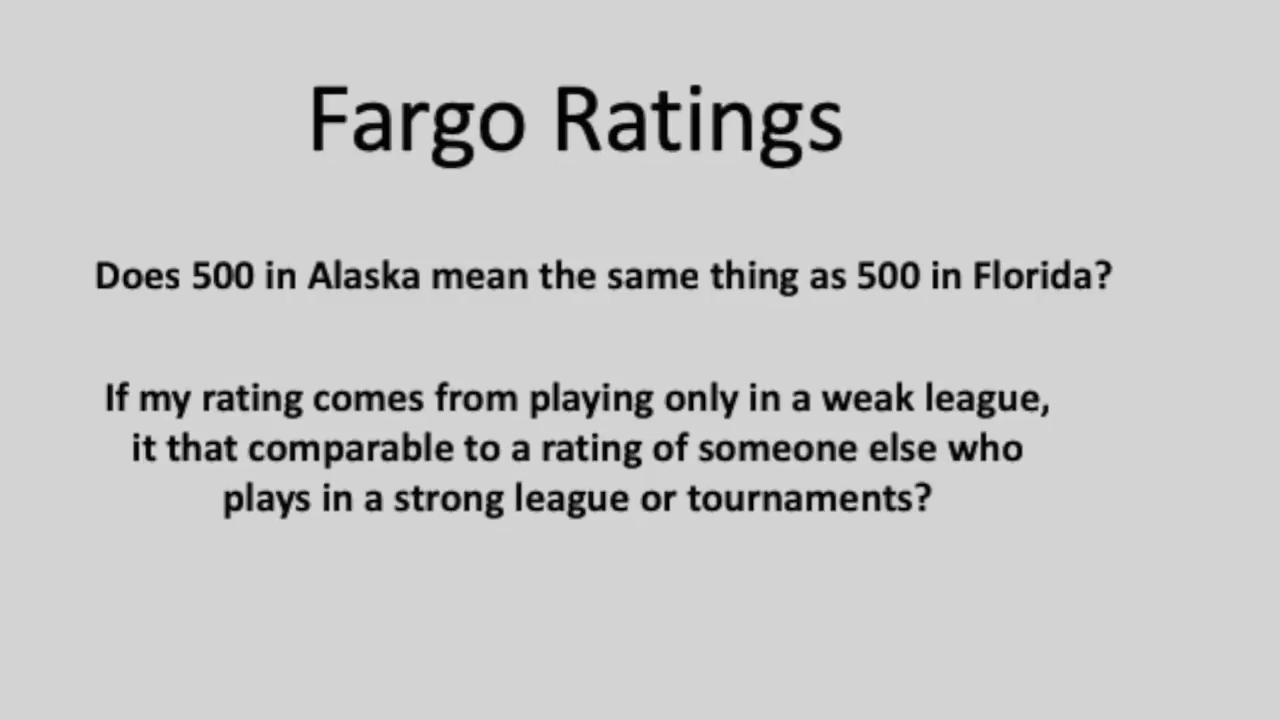 Fargo Ratings
Does 500 in Alaska mean the same thing as 500 in Florida?
If my rating comes from playing only in a weak league,
it that comparable to a rating of someone else who
plays in a strong league or tournaments?